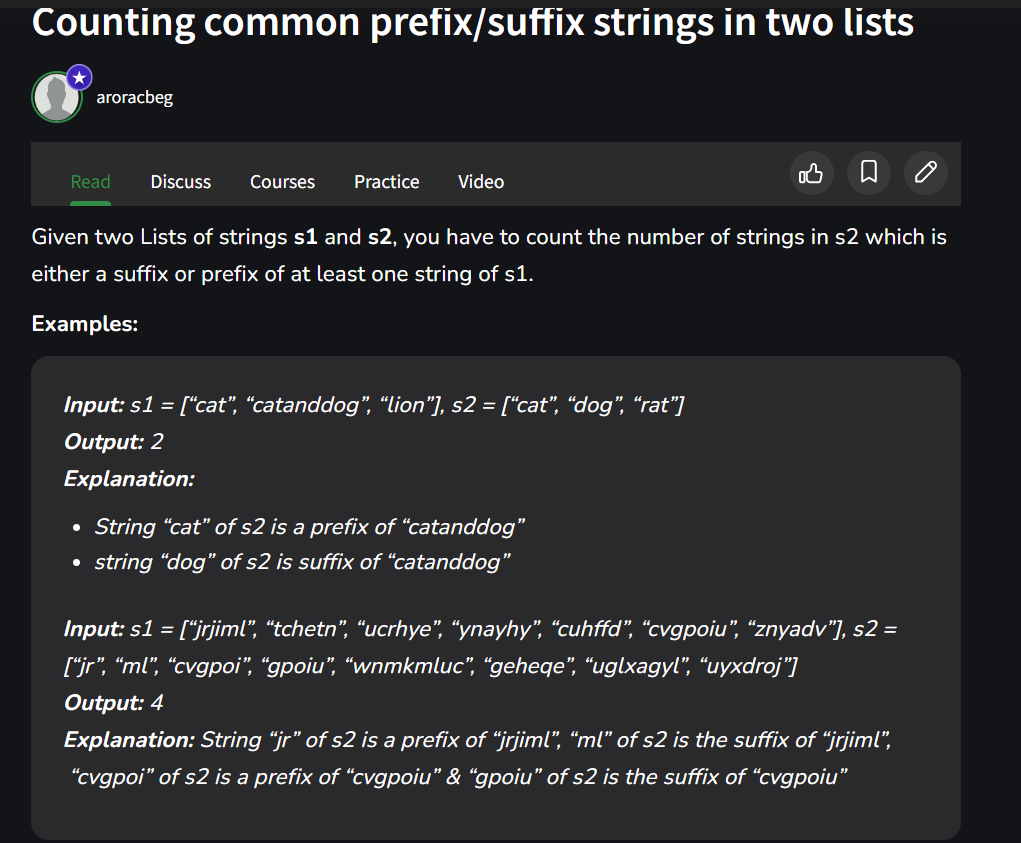 Counting common prefix/suffix strings in two lists
aroracbeg
Read Discuss Courses Practice Video
Given two Lists of strings s1 and s2, you have to count the number of strings in s2 which is
either a suffix or prefix of at least one string of s1.
Examples:
Input: s1 = [“cat”, “catanddog”, “lion”], s2 = [“cat”, “dog”, “rat”]
Output: 2
Explanation:
• String “cat” of s2 is a prefix of “catanddog”
• string “dog” of s2 is suffix of “catanddog”
Input: s1 = [“jrjiml”, “tchetn”, “ucrhye”, “ynayhy”, “cuhffd”, “cvgpoiu”, “znyadv”], s2 =
[“jr”, “ml”, “cvgpoi”, “gpoiu”, “wnmkmluc”, “geheqe”, “uglxagyl”, “uyxdroj”]
Output: 4
Explanation: String “jr” of s2 is a prefix of “jrjiml”, “ml” of s2 is the suffix of “jrjiml”,
“cvgpoi” of s2 is a prefix of “cvgpoiu” & “gpoiu” of s2 is the suffix of “cvgpoiu”